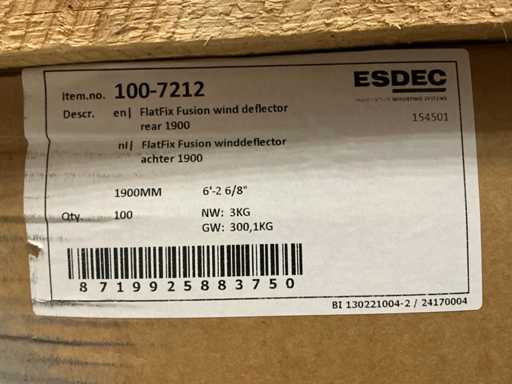 Item.no. 100-7212
ESDEC
INNOVATIVE MOUNTING SYSTEMS
154501
Descr. en| FlatFix Fusion wind deflector
rear 1900
nl| FlatFix Fusion winddeflector
achter 1900
1900MM 6'-2 6/8"
Qty. 100 NW: 3KG
GW: 300,1KG
8719925883750
BI 130221004-2 / 24170004